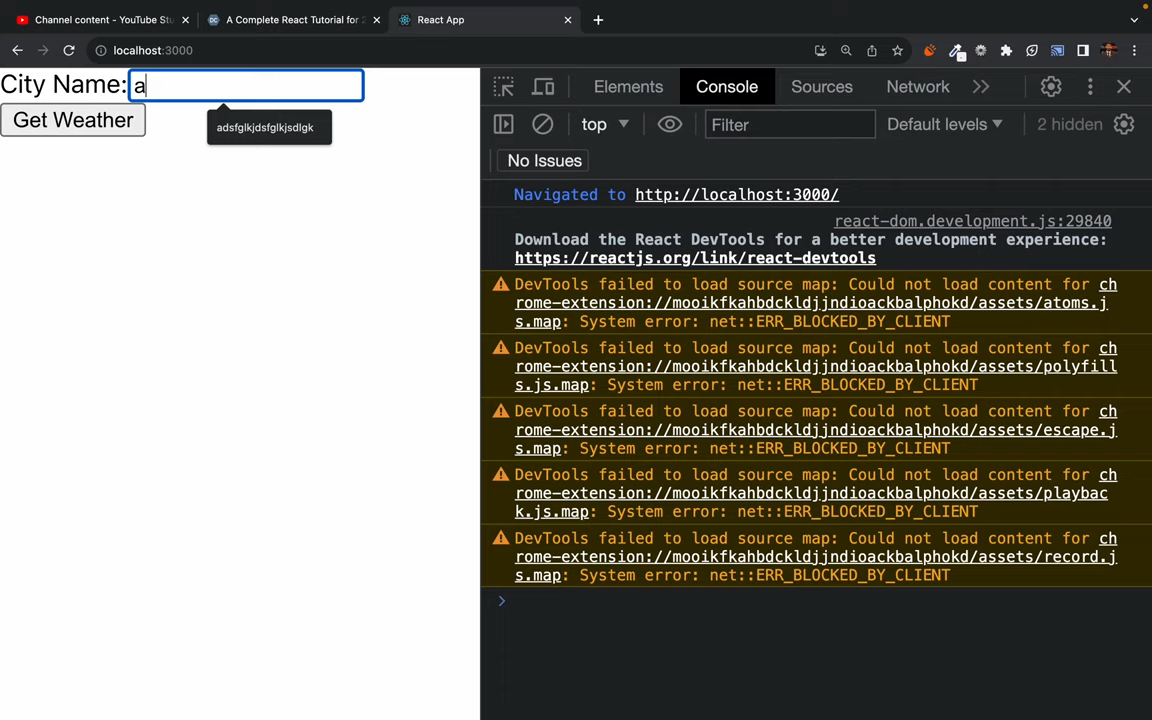 Channel content - YouTube Stu
A Complete React Tutorial for 2
React App
localhost:3000
City Name:
a
adsfglkjdsfglkjsdlgk
Get Weather
Elements
Console
Sources
Network
top
Filter
Default levels
2 hidden
No Issues
Navigated to http://localhost:3000/
react-dom.development.js:29840
Download the React DevTools for a better development experience:
https://reactjs.org/link/react-devtools
DevTools failed to load source map: Could not load content for ch
rome-extension://mooikfkahbdckldjjndioackbalphokd/assets/atoms.j
s.map: System error: net::ERR_BLOCKED_BY_CLIENT
DevTools failed to load source map: Could not load content for ch
rome-extension://mooikfkahbdckldjjndioackbalphokd/assets/polyfill
s.js.map: System error: net::ERR_BLOCKED_BY_CLIENT
DevTools failed to load source map: Could not load content for ch
rome-extension://mooikfkahbdckldjjndioackbalphokd/assets/escape.j
s.map: System error: net::ERR_BLOCKED_BY_CLIENT
DevTools failed to load source map: Could not load content for ch
rome-extension://mooikfkahbdckldjjndioackbalphokd/assets/playbac
k.js.map: System error: net::ERR_BLOCKED_BY_CLIENT
DevTools failed to load source map: Could not load content for ch
rome-extension://mooikfkahbdckldjjndioackbalphokd/assets/record.j
s.map: System error: net::ERR_BLOCKED_BY_CLIENT